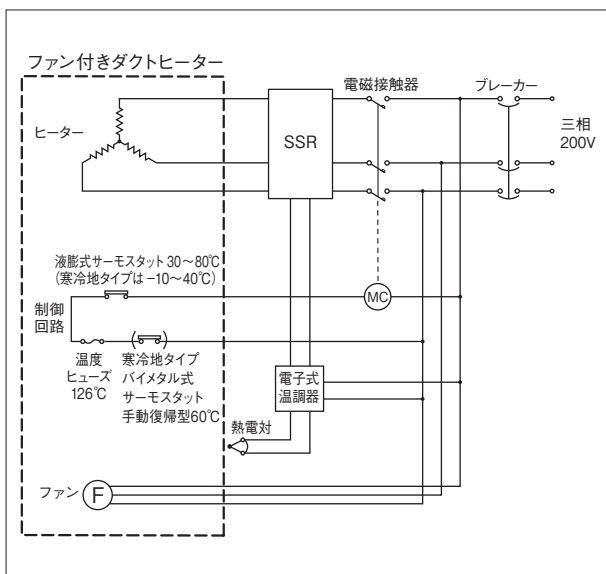 ファン付きダクトヒーター
電磁接触器
ブレーカー
ヒーター
SSR
三相
200V
液膨式サーモスタット 30～80℃
（寒冷地タイプは −10～40℃）
MC
制御
回路
温度
ヒューズ
126℃
寒冷地タイプ
バイメタル式
サーモスタット
手動復帰型60℃
電子式
温調器
熱電対
ファン
F